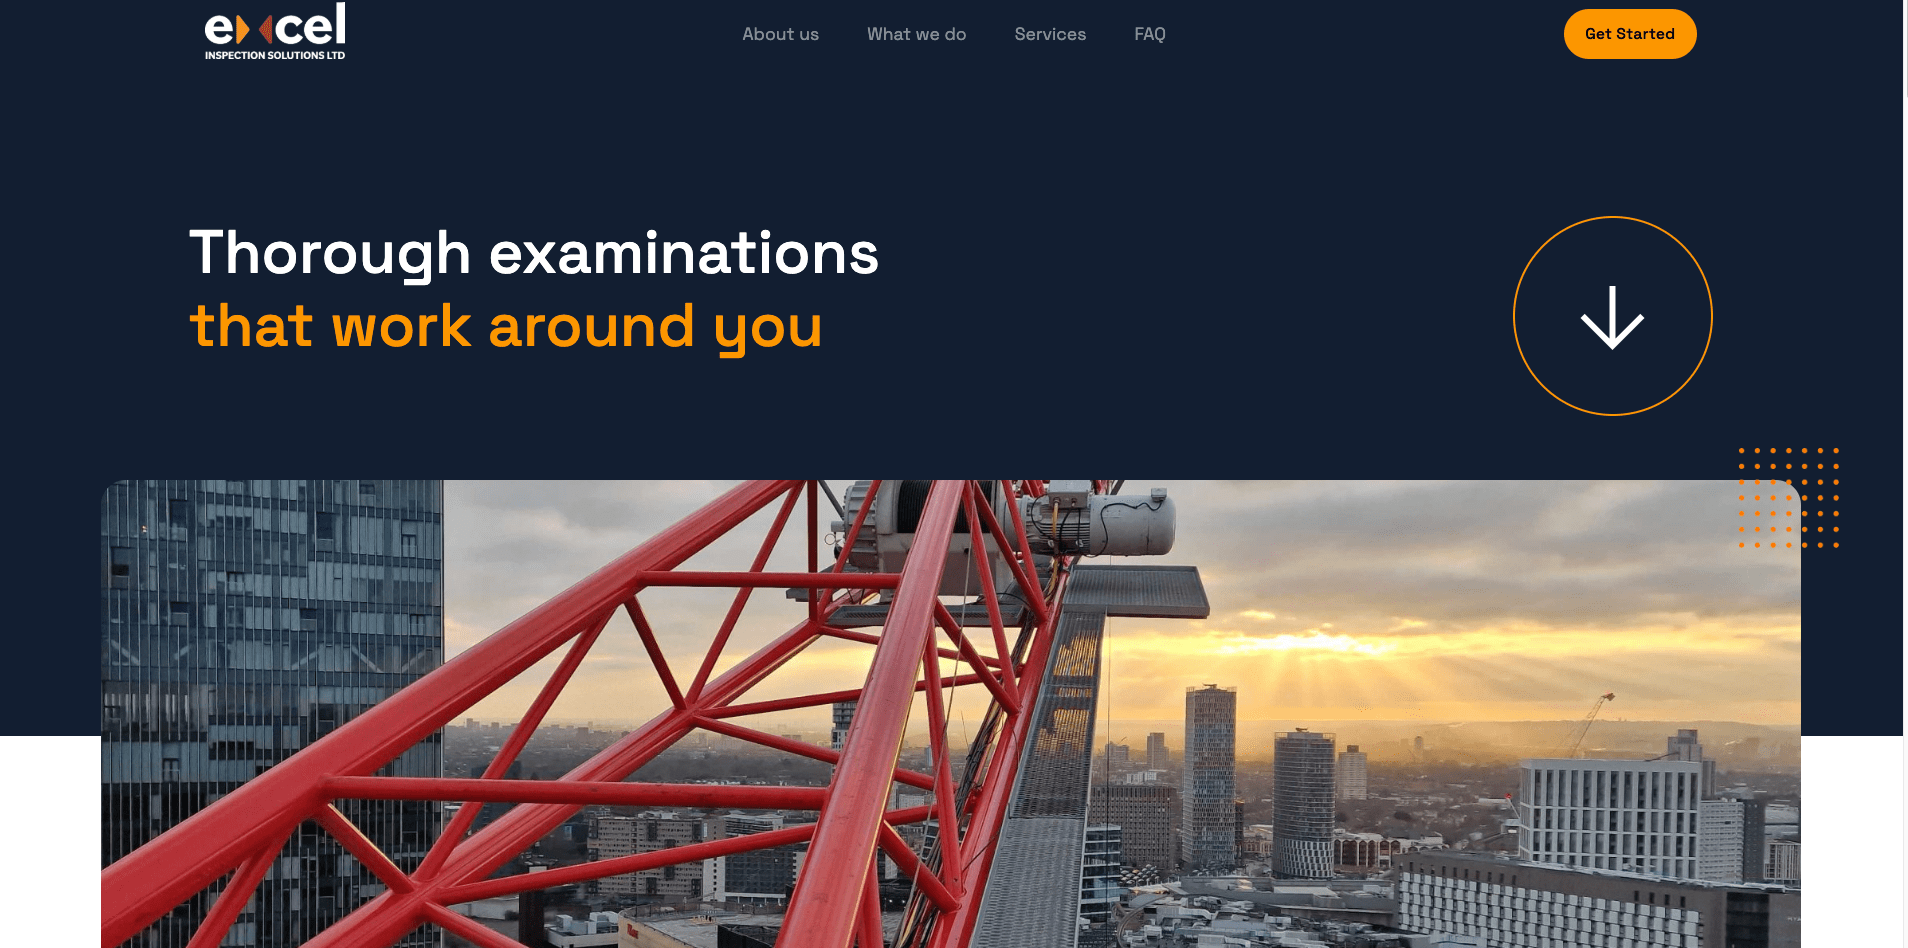 excel
INSPECTION SOLUTIONS LTD
About us
What we do
Services
FAQ
Get Started
Thorough examinations
that work around you